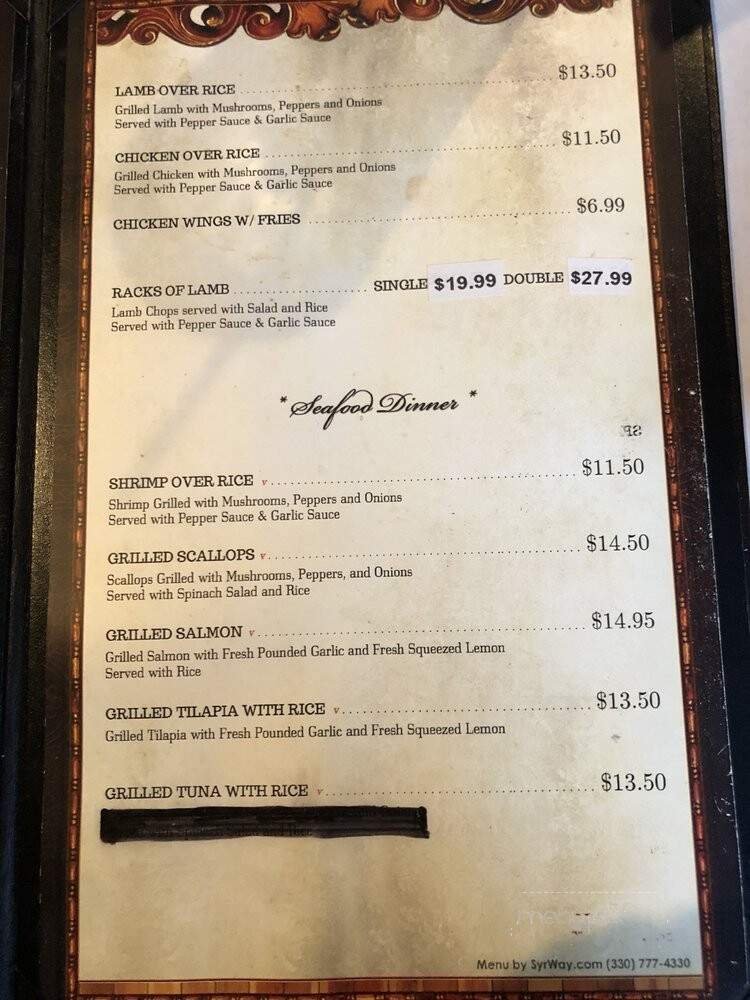 LAMB OVER RICE ........................ $13.50
Grilled Lamb with Mushrooms, Peppers and Onions
Served with Pepper Sauce & Garlic Sauce
CHICKEN OVER RICE ........................ $11.50
Grilled Chicken with Mushrooms, Peppers and Onions
Served with Pepper Sauce & Garlic Sauce
CHICKEN WINGS W/ FRIES ........................ $6.99
RACKS OF LAMB ........................ SINGLE $19.99 DOUBLE $27.99
Lamb Chops served with Salad and Rice
Served with Pepper Sauce & Garlic Sauce
* Seafood Dinner *
SHRIMP OVER RICE v ........................ $11.50
Shrimp Grilled with Mushrooms, Peppers and Onions
Served with Pepper Sauce & Garlic Sauce
GRILLED SCALLOPS v ........................ $14.50
Scallops Grilled with Mushrooms, Peppers, and Onions
Served with Spinach Salad and Rice
GRILLED SALMON v ........................ $14.95
Grilled Salmon with Fresh Pounded Garlic and Fresh Squeezed Lemon
Served with Rice
GRILLED TILAPIA WITH RICE v ........................ $13.50
Grilled Tilapia with Fresh Pounded Garlic and Fresh Squeezed Lemon
GRILLED TUNA WITH RICE v ........................ $13.50
Menu by SyrWay.com (330) 777-4330